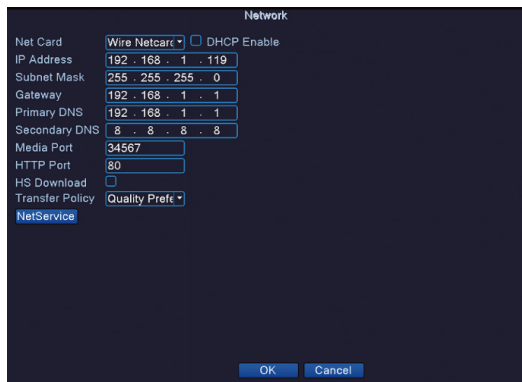 Network
Net Card Wire Netcard DHCP Enable
IP Address 192 . 168 . 1 . 119
Subnet Mask 255 . 255 . 255 . 0
Gateway 192 . 168 . 1 . 1
Primary DNS 192 . 168 . 1 . 1
Secondary DNS 8 . 8 . 8 . 8
Media Port 34567
HTTP Port 80
HS Download
Transfer Policy Quality Prefe
NetService
OK Cancel